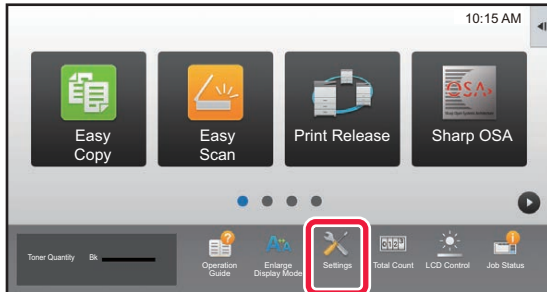 10:15 AM
Easy
Copy
Easy
Scan
Print Release
OSA
Sharp OSA
Toner Quantity Bk
Operation
Guide
Enlarge
Display Mode
Settings
Total Count
LCD Control
Job Status